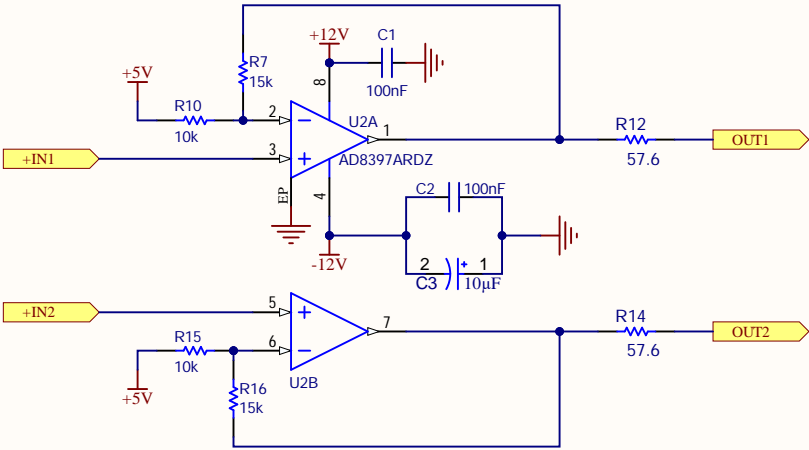 +12V
C1
100nF
+5V
R7
15k
R10
10k
8
2
3
1
U2A
AD8397ARDZ
R12
57.6
OUT1
+IN1
EP
4
-12V
C2
100nF
2
1
C3
10µF
+IN2
5
6
7
U2B
R15
10k
+5V
R16
15k
R14
57.6
OUT2